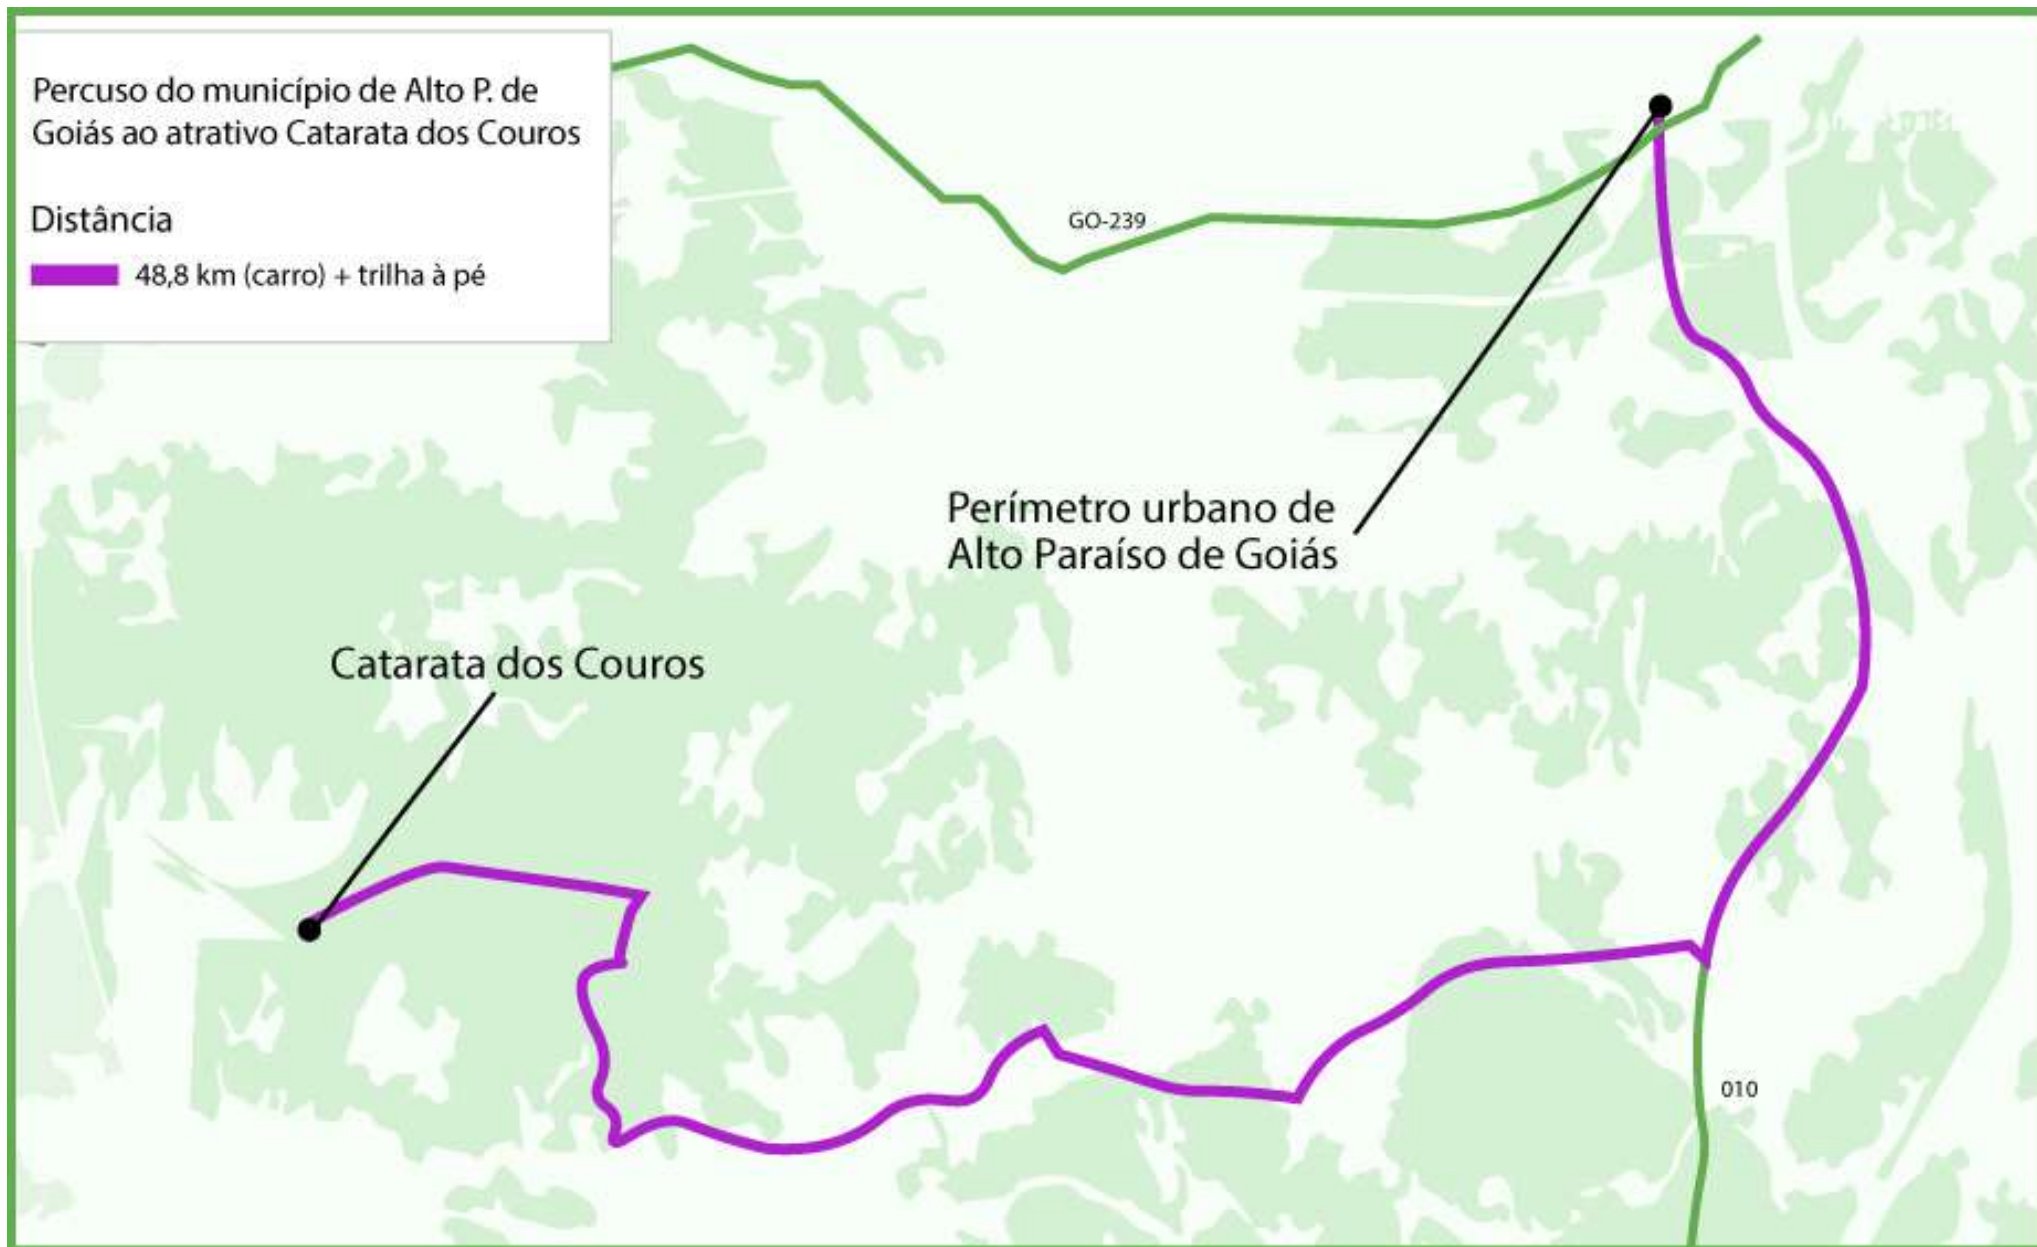 Percuso do município de Alto P. de
Goiás ao atrativo Catarata dos Couros
Distância
48,8 km (carro) + trilha à pé
GO-239
Perímetro urbano de
Alto Paraíso de Goiás
Catarata dos Couros
010